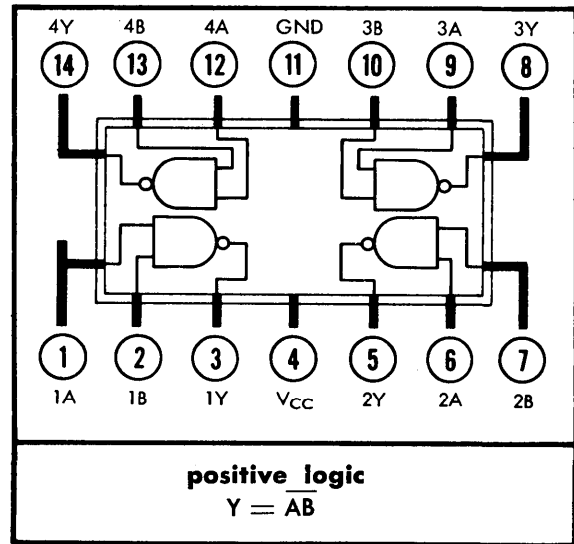 4Y 4B 4A GND 3B 3A 3Y
14 13 12 11 10 9 8
1 2 3 4 5 6 7
1A 1B 1Y VCC 2Y 2A 2B
positive logic
Y = A̅B̅